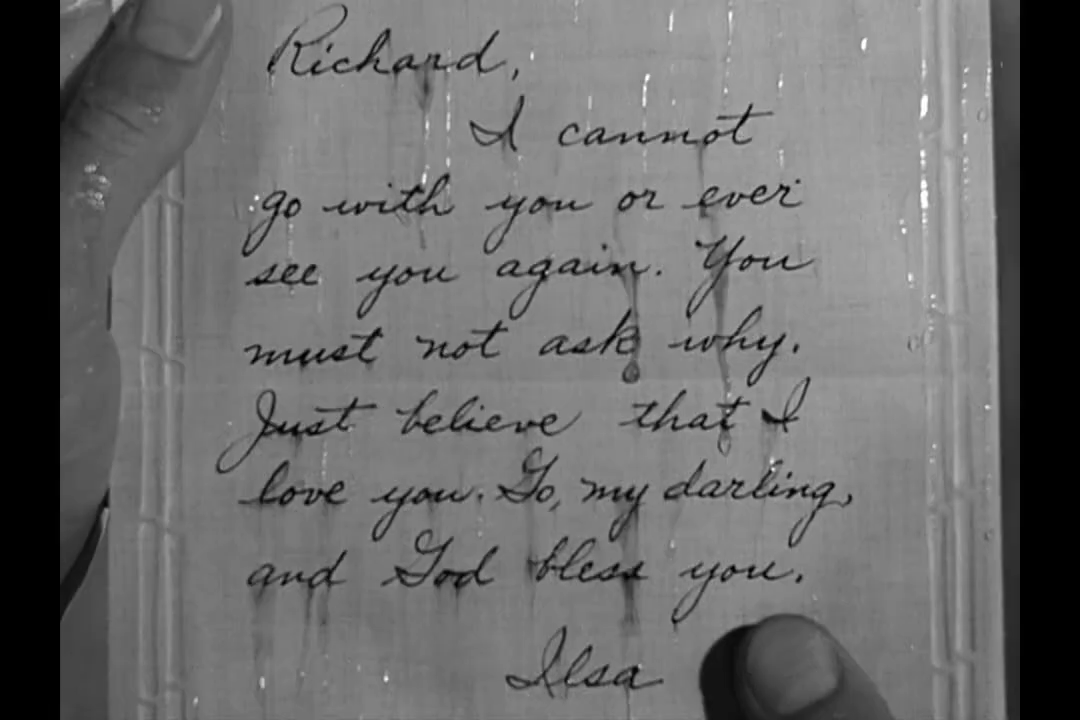 Richard,
I cannot
go with you or ever
see you again. You
must not ask why.
Just believe that I
love you. Go, my darling,
and God bless you.
Ilsa